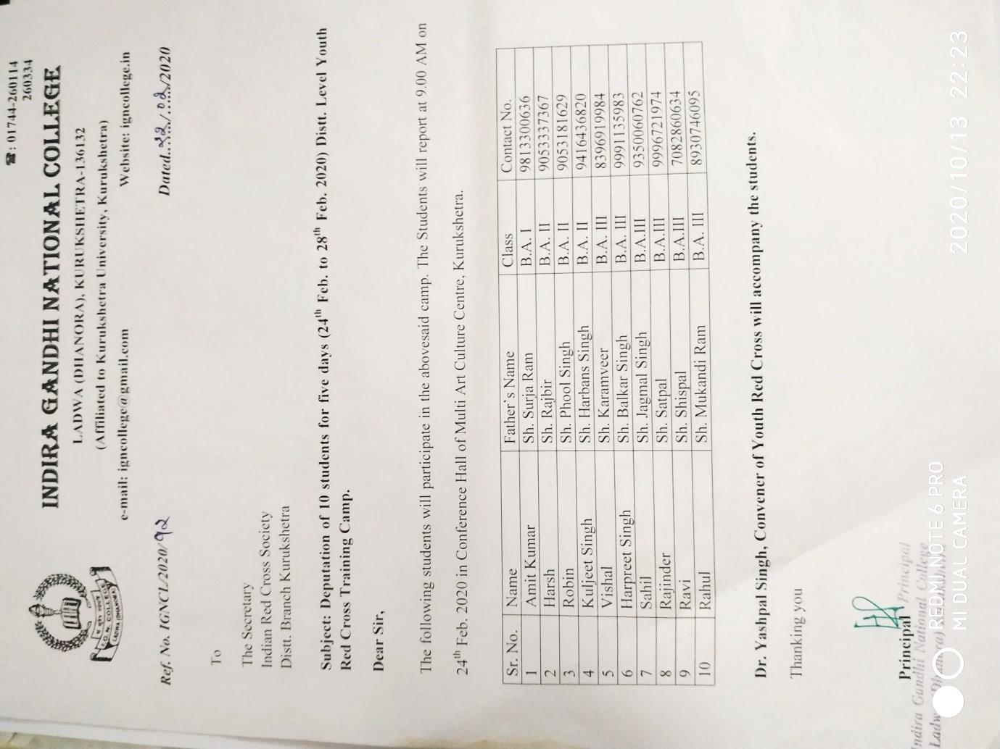 ☎: 01744-260114
260334
INDIRA GANDHI NATIONAL COLLEGE
LADWA (DHANORA), KURUKSHETRA-136132
(Affiliated to Kurukshetra University, Kurukshetra)
e-mail: igncollege@gmail.com Website: igncollege.in
I.G.N. COLLEGE
LADWA (DHANORA)
Ref. No. IGNCL/2020/92 Dated..22/.02/2020
To
The Secretary
Indian Red Cross Society
Distt. Branch Kurukshetra
Subject: Deputation of 10 students for five days (24th Feb. to 28th Feb. 2020) Distt. Level Youth
Red Cross Training Camp.
Dear Sir,
The following students will participate in the abovesaid camp. The Students will report at 9.00 AM on
24th Feb. 2020 in Conference Hall of Multi Art Culture Centre, Kurukshetra.
Sr. No. Name Father's Name Class Contact No.
1 Amit Kumar Sh. Surja Ram B.A. I 9813300636
2 Harsh Sh. Rajbir B.A. II 9053337367
3 Robin Sh. Phool Singh B.A. II 9053181629
4 Kuljeet Singh Sh. Harbans Singh B.A. II 9416436820
5 Vishal Sh. Karamveer B.A. III 8396919984
6 Harpreet Singh Sh. Balkar Singh B.A. III 9991135983
7 Sahil Sh. Jagmal Singh B.A.III 9350060762
8 Rajinder Sh. Satpal B.A.III 9996721974
9 Ravi Sh. Shispal B.A.III 7082860634
10 Rahul Sh. Mukandi Ram B.A. III 8930746095
Dr. Yashpal Singh, Convener of Youth Red Cross will accompany the students.
Thanking you
Principal Principal
Indira Gandhi National College
Ladwa (Dhanora)
REDMI NOTE 6 PRO
MI DUAL CAMERA
2020/10/13 22:23